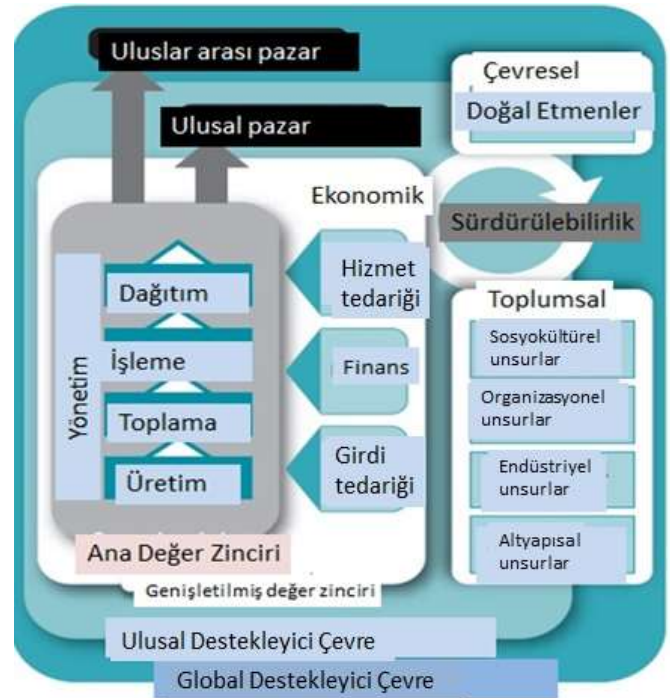 Uluslar arası pazar
Ulusal pazar
Çevresel
Doğal Etmenler
Ekonomik
Sürdürülebilirlik
Yönetim
Dağıtım
İşleme
Toplama
Üretim
Hizmet
tedariği
Finans
Girdi
tedariği
Toplumsal
Sosyokültürel
unsurlar
Organizasyonel
unsurlar
Endüstriyel
unsurlar
Altyapısal
unsurlar
Ana Değer Zinciri
Genişletilmiş değer zinciri
Ulusal Destekleyici Çevre
Global Destekleyici Çevre